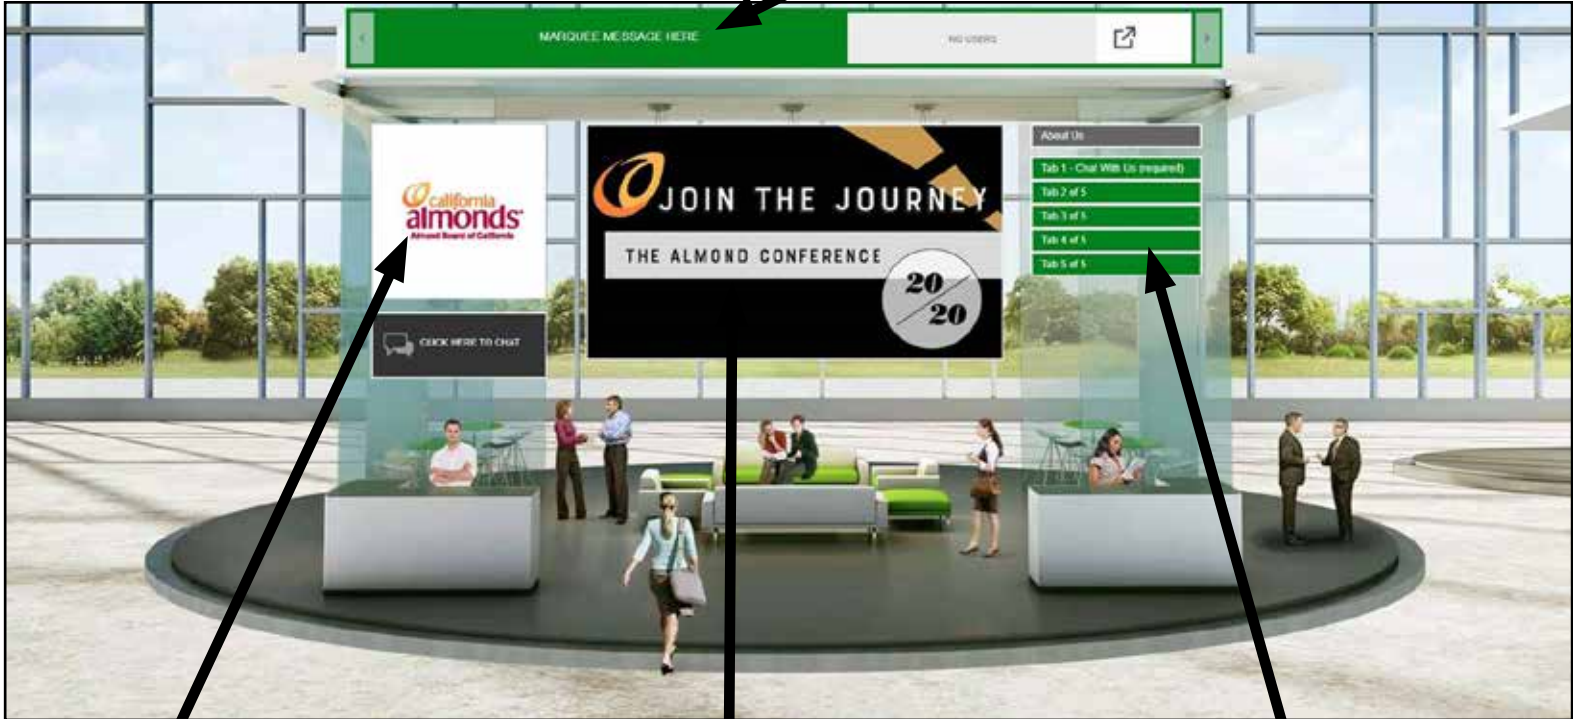 MARQUEE MESSAGE HERE
NO USERS
california
almonds
Almond Board of California
CLICK HERE TO CHAT
JOIN THE JOURNEY
THE ALMOND CONFERENCE
20
20
About Us
Tab 1 - Chat With Us (required)
Tab 2 of 5
Tab 3 of 5
Tab 4 of 5
Tab 5 of 5